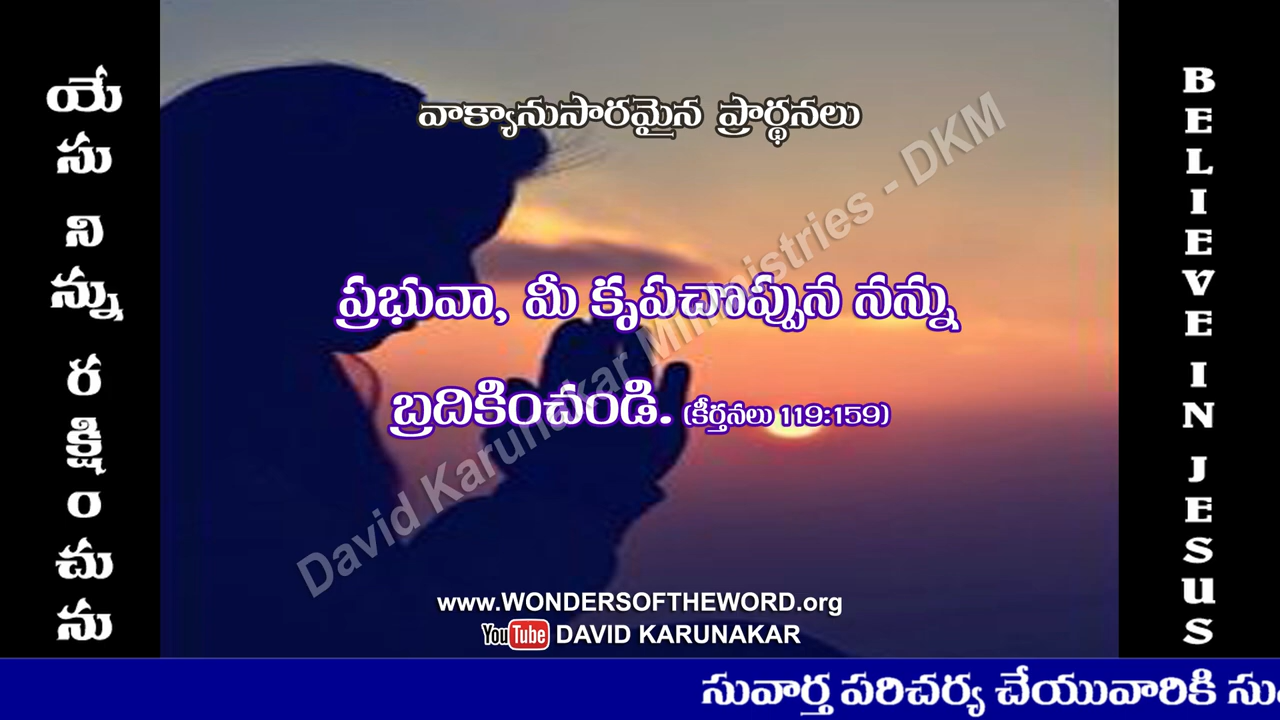 వాక్యానుసారమైన ప్రార్థనలు
ప్రభువా, మీ కృపచొప్పున నన్ను
బ్రదికించండి. (కీర్తనలు 119:159)
David Karunakar Ministries - DKM
www.WONDERSOFTHEWORD.org
YouTube DAVID KARUNAKAR
యేసు నిన్ను రక్షించును
BELIEVE IN JESUS
సువార్త పరిచర్య చేయువారికి